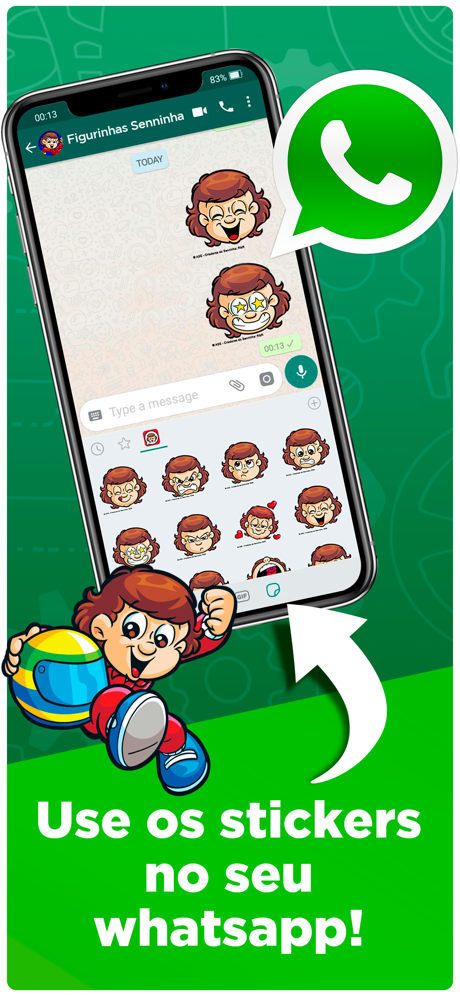 00:13
83%
Figurinhas Senninha
TODAY
00:13
Type a message
GIF
Use os stickers
no seu
whatsapp!